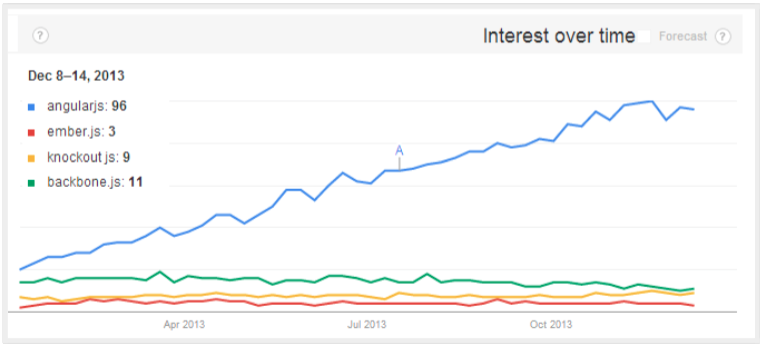 ? Interest over time Forecast ?
Dec 8–14, 2013
angularjs: 96
ember.js: 3
knockout js: 9
backbone.js: 11
A
Apr 2013 Jul 2013 Oct 2013